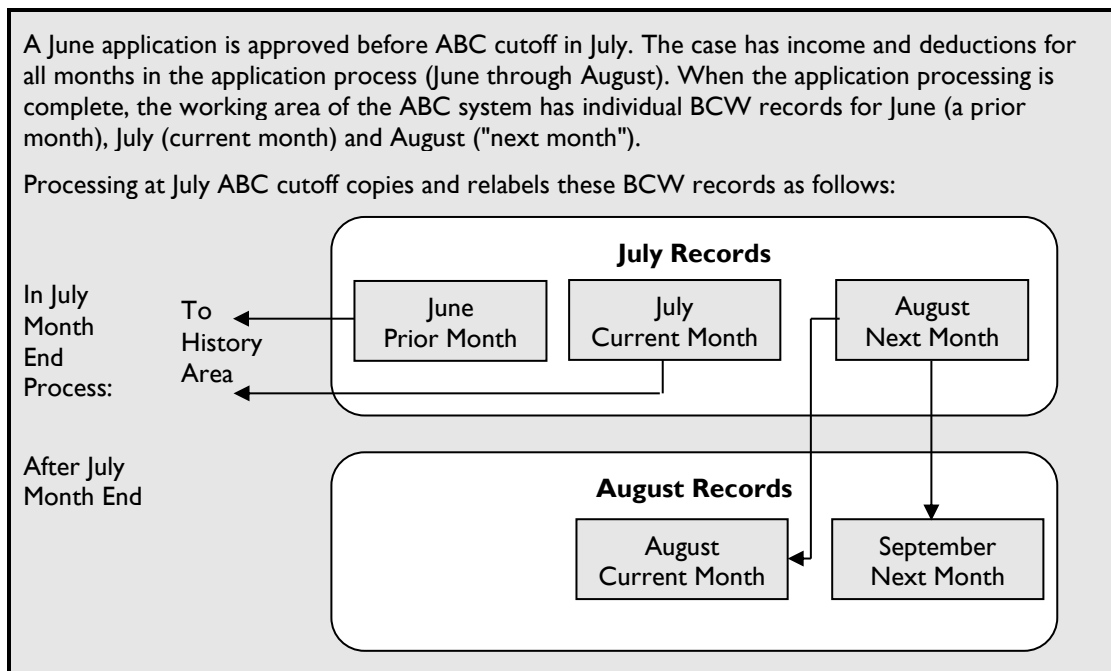 A June application is approved before ABC cutoff in July. The case has income and deductions for
all months in the application process (June through August). When the application processing is
complete, the working area of the ABC system has individual BCW records for June (a prior
month), July (current month) and August ("next month").
Processing at July ABC cutoff copies and relabels these BCW records as follows:
July Records
In July
Month
End
Process:
To
History
Area
June
Prior Month
July
Current Month
August
Next Month
After July
Month End
August Records
August
Current Month
September
Next Month